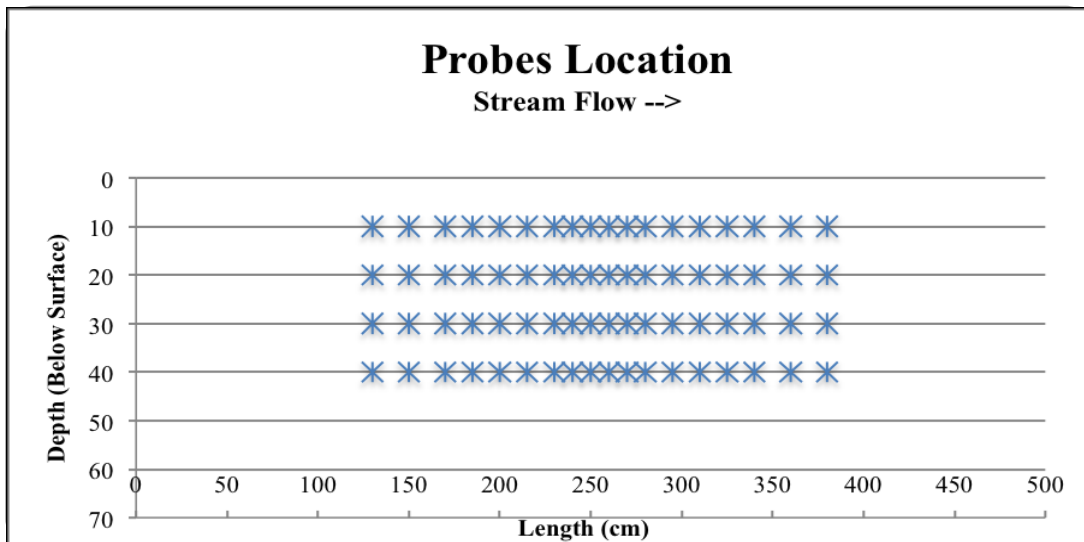 Probes Location
Stream Flow -->
Depth (Below Surface)
0
10
20
30
40
50
60
70
0 50 100 150 200 250 300 350 400 450 500
Length (cm)